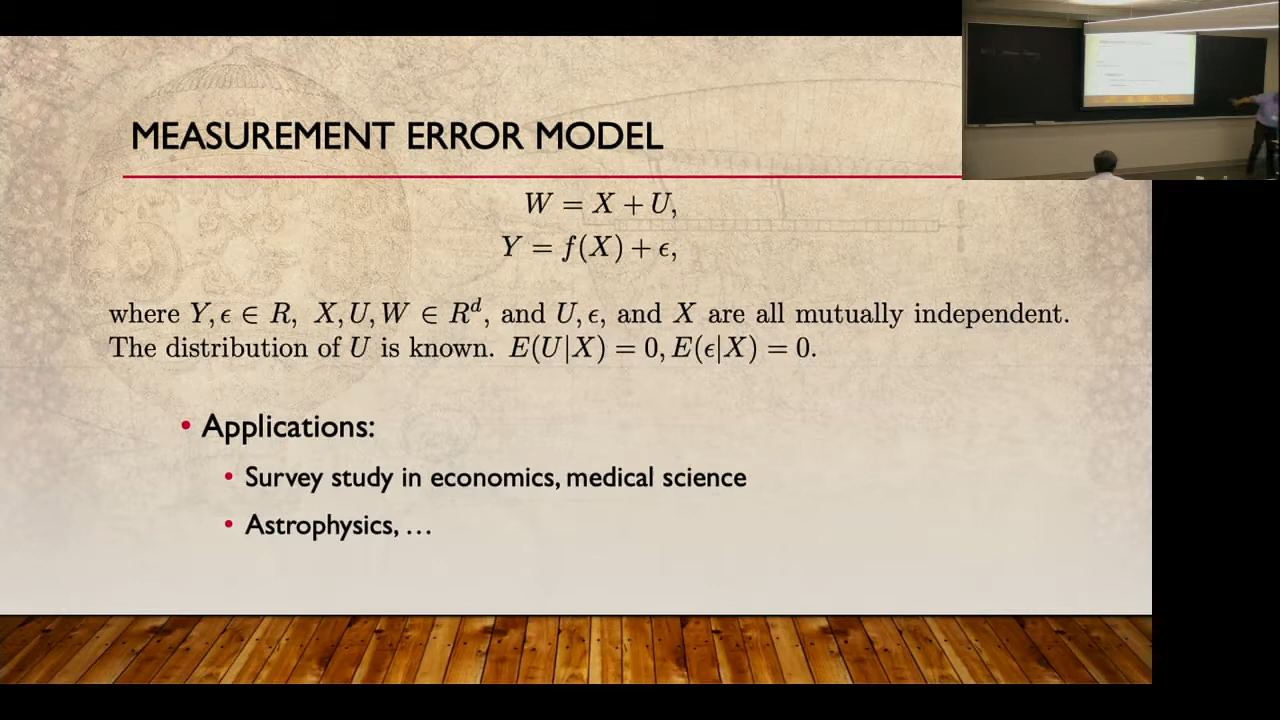 MEASUREMENT ERROR MODEL
W = X + U,
Y = f(X) + ϵ,
where Y, ϵ ∈ R, X, U, W ∈ R^d, and U, ϵ, and X are all mutually independent.
The distribution of U is known. E(U|X) = 0, E(ϵ|X) = 0.
• Applications:
• Survey study in economics, medical science
• Astrophysics, …